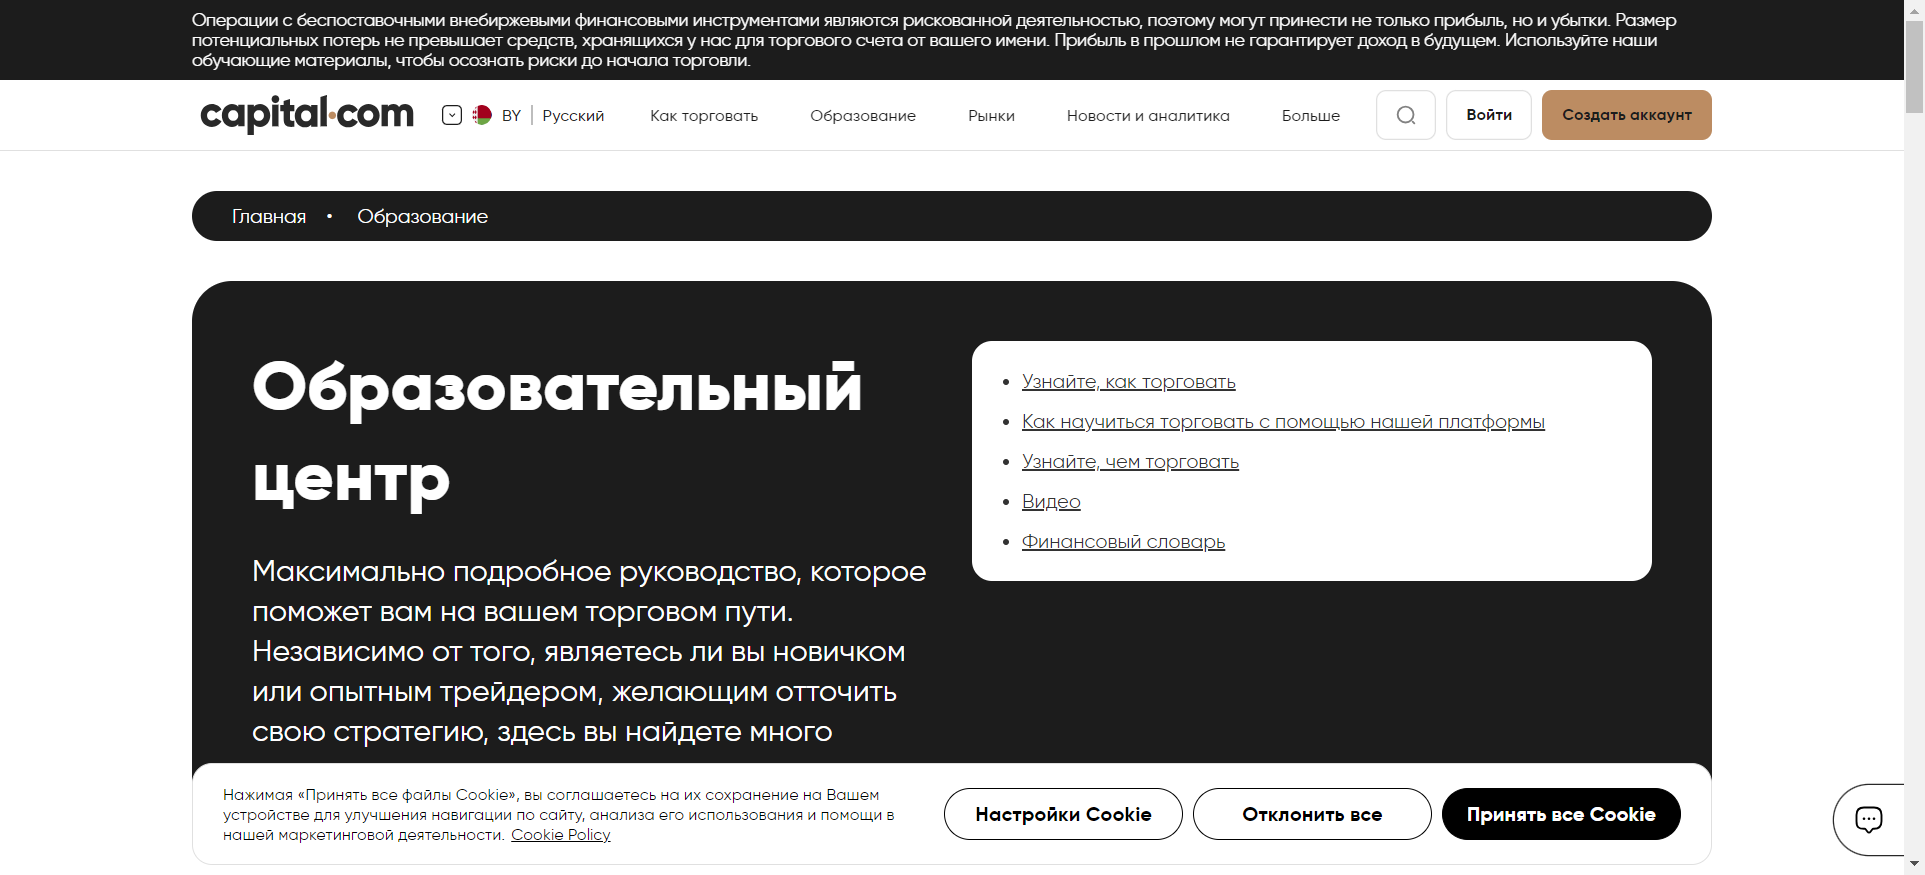 Операции с беспоставочными внебиржевыми финансовыми инструментами являются рискованной деятельностью, поэтому могут принести не только прибыль, но и убытки. Размер
потенциальных потерь не превышает средств, хранящихся у нас для торгового счета от вашего имени. Прибыль в прошлом не гарантирует доход в будущем. Используйте наши
обучающие материалы, чтобы осознать риски до начала торговли.
capital.com BY | Русский Как торговать Образование Рынки Новости и аналитика Больше Войти Создать аккаунт
Главная • Образование
Образовательный
центр
Максимально подробное руководство, которое
поможет вам на вашем торговом пути.
Независимо от того, являетесь ли вы новичком
или опытным трейдером, желающим отточить
свою стратегию, здесь вы найдете много
• Узнайте, как торговать
• Как научиться торговать с помощью нашей платформы
• Узнайте, чем торговать
• Видео
• Финансовый словарь
Нажимая «Принять все файлы Cookie», вы соглашаетесь на их сохранение на Вашем
устройстве для улучшения навигации по сайту, анализа его использования и помощи в
нашей маркетинговой деятельности. Cookie Policy
Настройки Cookie Отклонить все Принять все Cookie